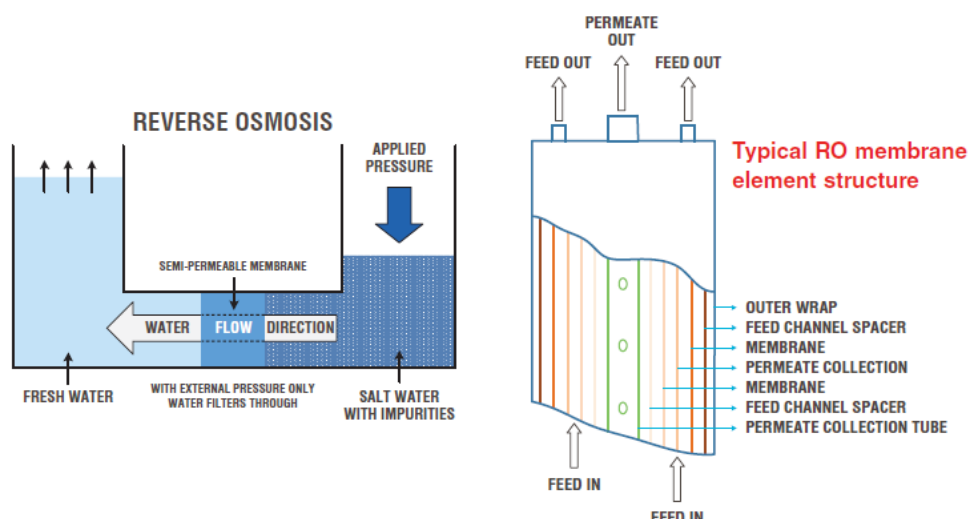 REVERSE OSMOSIS
APPLIED
PRESSURE
SEMI-PERMEABLE MEMBRANE
WATER
FLOW
DIRECTION
FRESH WATER
WITH EXTERNAL PRESSURE ONLY
WATER FILTERS THROUGH
SALT WATER
WITH IMPURITIES
PERMEATE
OUT
FEED OUT
FEED OUT
Typical RO membrane
element structure
OUTER WRAP
FEED CHANNEL SPACER
MEMBRANE
PERMEATE COLLECTION
MEMBRANE
FEED CHANNEL SPACER
PERMEATE COLLECTION TUBE
FEED IN
FEED IN